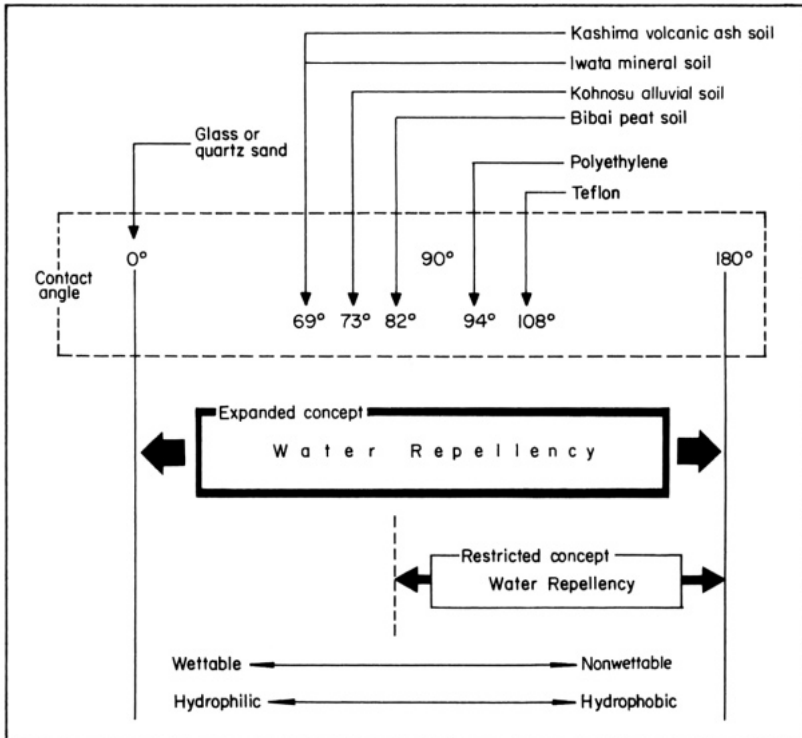 Kashima volcanic ash soil
Iwata mineral soil
Kohnosu alluvial soil
Bibai peat soil
Glass or
quartz sand
Polyethylene
Teflon
Contact
angle
0° 90° 180°
69° 73° 82° 94° 108°
Expanded concept
Water Repellency
Restricted concept
Water Repellency
Wettable Nonwettable
Hydrophilic Hydrophobic